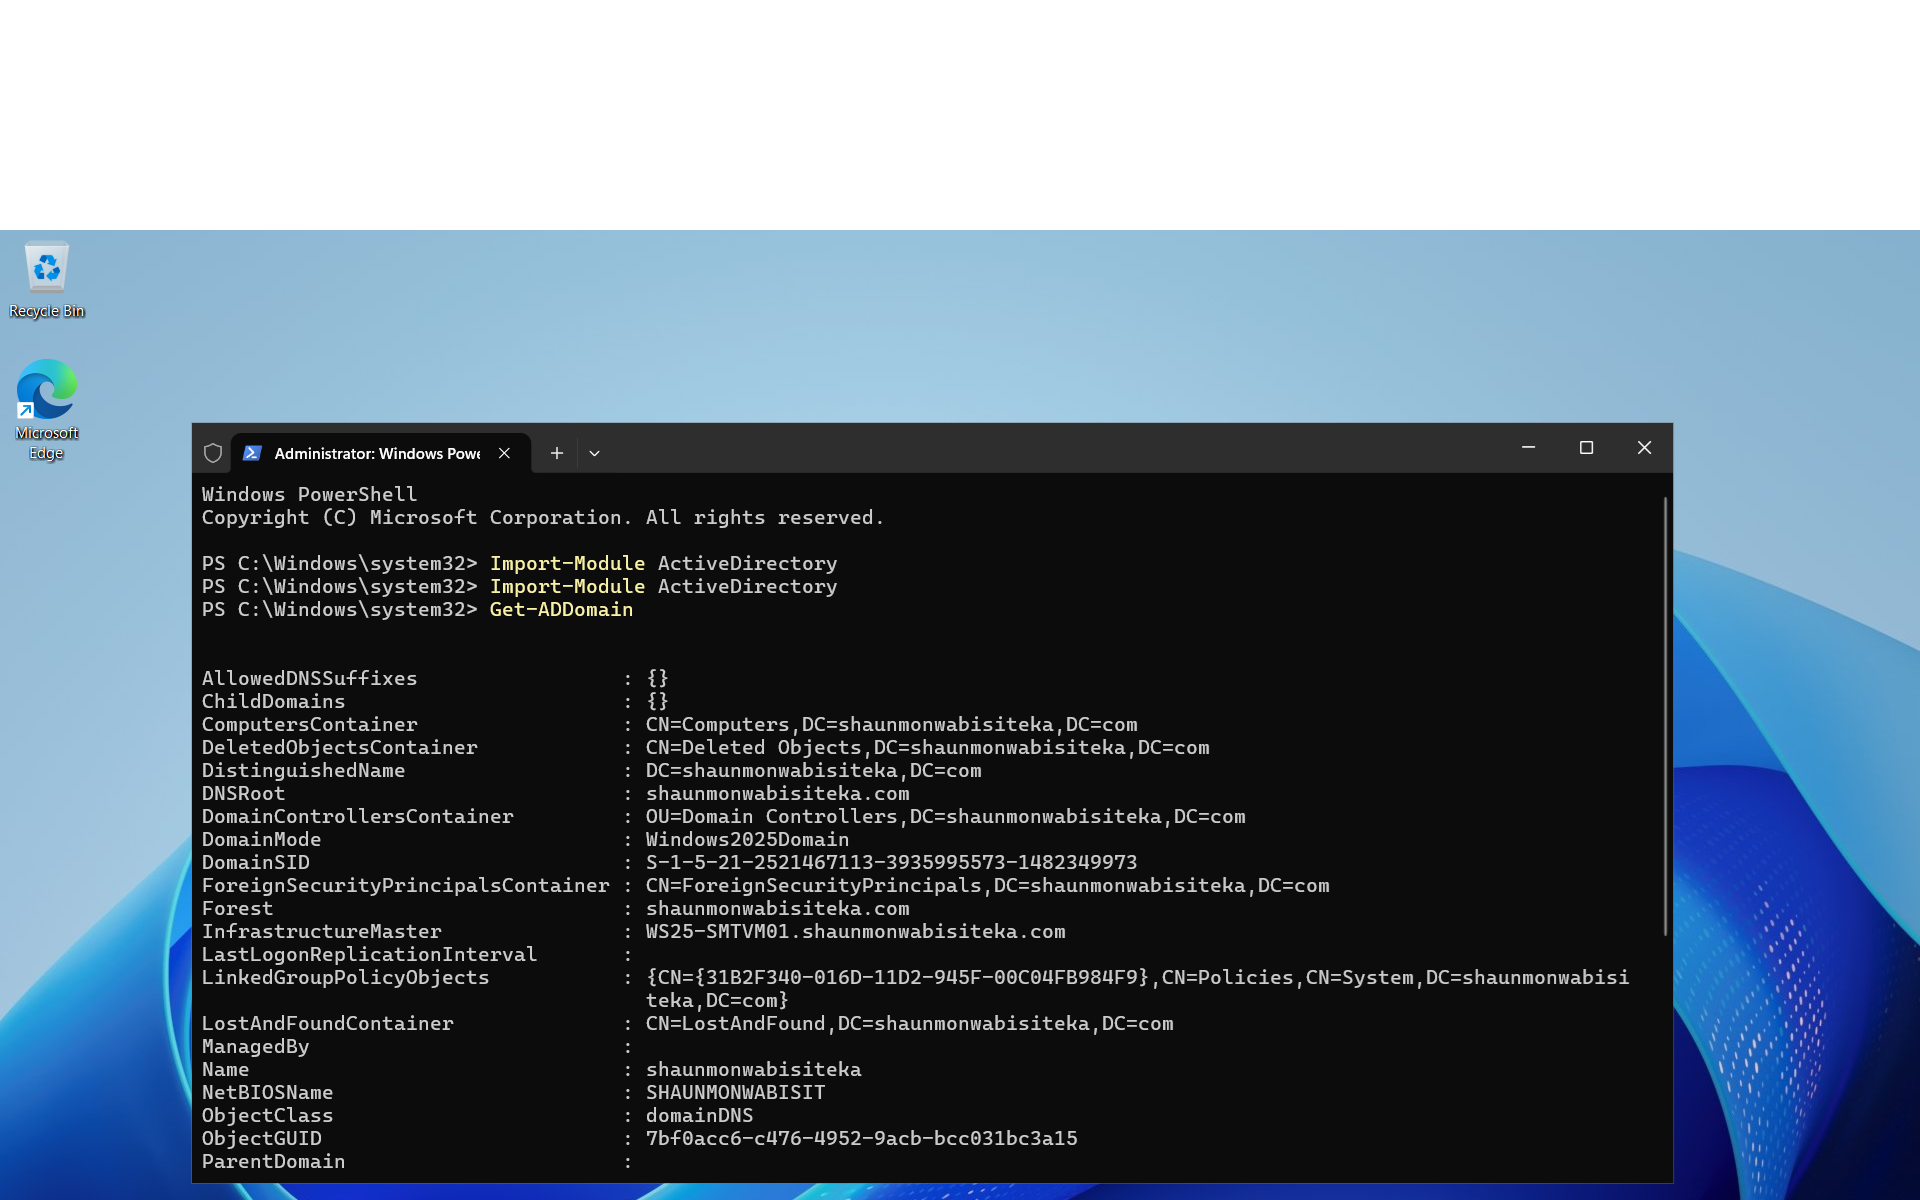 Recycle Bin
Microsoft
Edge
Administrator: Windows Powe
Windows PowerShell
Copyright (C) Microsoft Corporation. All rights reserved.
PS C:\Windows\system32> Import-Module ActiveDirectory
PS C:\Windows\system32> Import-Module ActiveDirectory
PS C:\Windows\system32> Get-ADDomain
AllowedDNSSuffixes : {}
ChildDomains : {}
ComputersContainer : CN=Computers,DC=shaunmonwabisiteka,DC=com
DeletedObjectsContainer : CN=Deleted Objects,DC=shaunmonwabisiteka,DC=com
DistinguishedName : DC=shaunmonwabisiteka,DC=com
DNSRoot : shaunmonwabisiteka.com
DomainControllersContainer : OU=Domain Controllers,DC=shaunmonwabisiteka,DC=com
DomainMode : Windows2025Domain
DomainSID : S-1-5-21-2521467113-3935995573-1482349973
ForeignSecurityPrincipalsContainer : CN=ForeignSecurityPrincipals,DC=shaunmonwabisiteka,DC=com
Forest : shaunmonwabisiteka.com
InfrastructureMaster : WS25-SMTVM01.shaunmonwabisiteka.com
LastLogonReplicationInterval :
LinkedGroupPolicyObjects : {CN={31B2F340-016D-11D2-945F-00C04FB984F9},CN=Policies,CN=System,DC=shaunmonwabisi
teka,DC=com}
LostAndFoundContainer : CN=LostAndFound,DC=shaunmonwabisiteka,DC=com
ManagedBy :
Name : shaunmonwabisiteka
NetBIOSName : SHAUNMONWABISIT
ObjectClass : domainDNS
ObjectGUID : 7bf0acc6-c476-4952-9acb-bcc031bc3a15
ParentDomain :